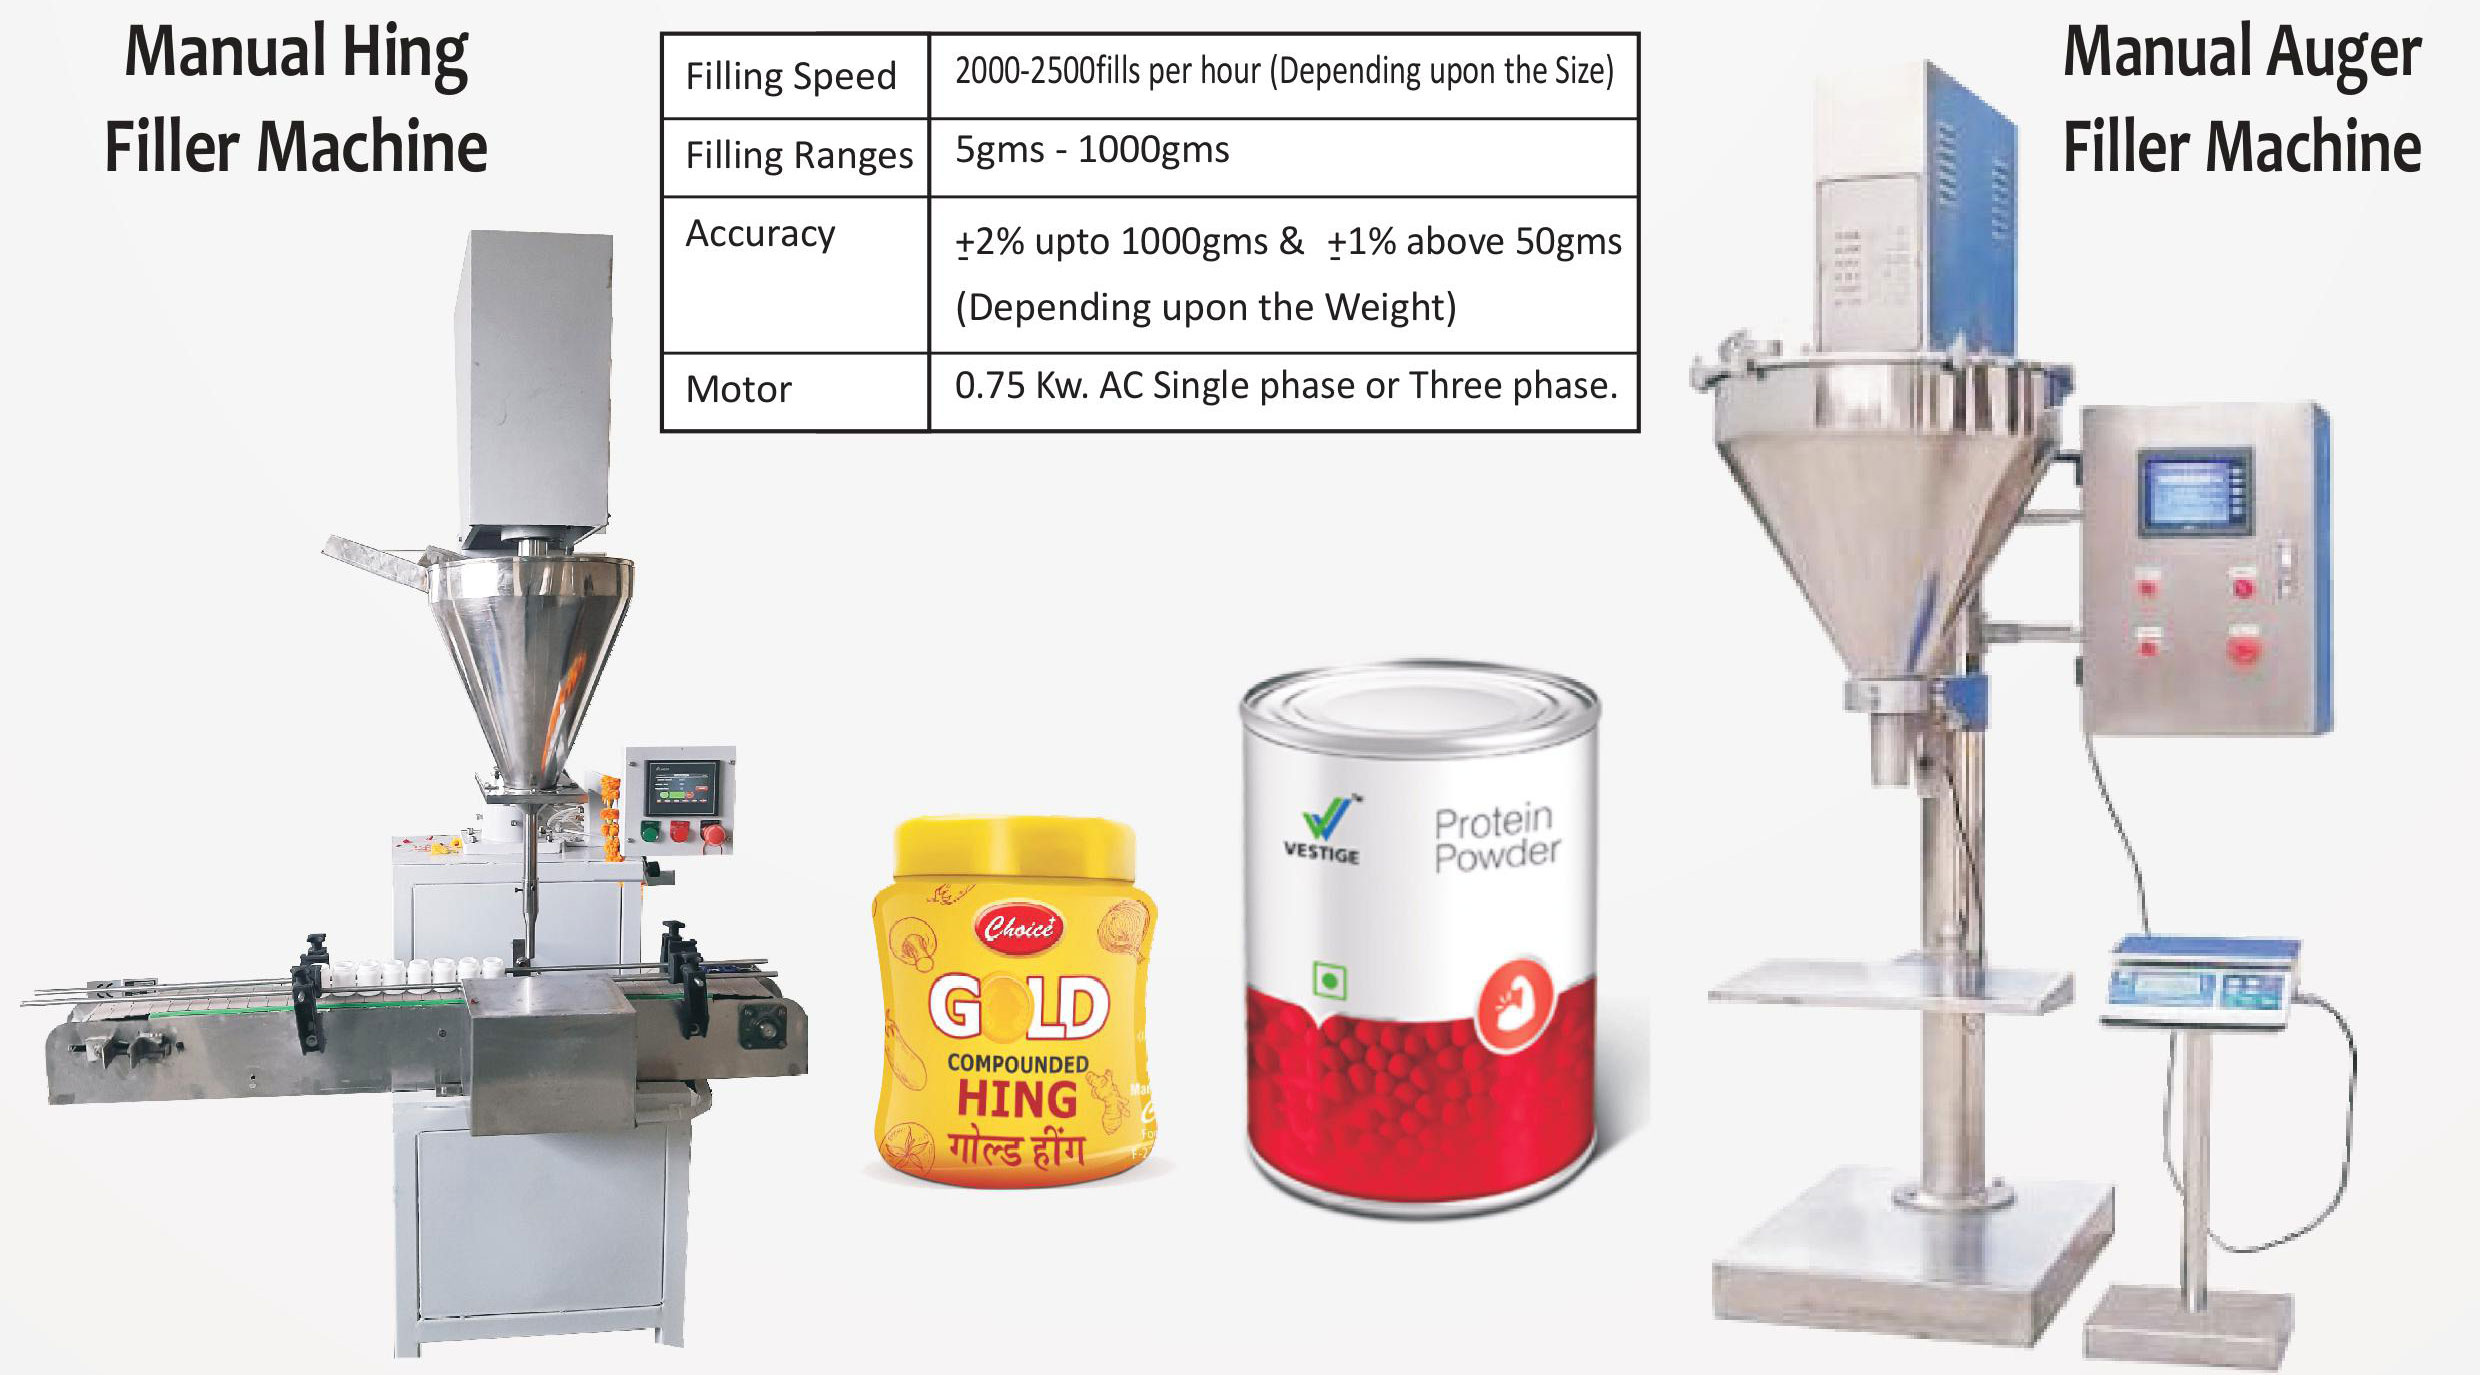 Manual Hing
Filler Machine
Filling Speed
2000-2500fills per hour (Depending upon the Size)
Filling Ranges
5gms - 1000gms
Accuracy
±2% upto 1000gms & ±1% above 50gms
(Depending upon the Weight)
Motor
0.75 Kw. AC Single phase or Three phase.
Manual Auger
Filler Machine
Choice
GOLD
COMPOUNDED
HING
गोल्ड हींग
VESTIGE
Protein
Powder